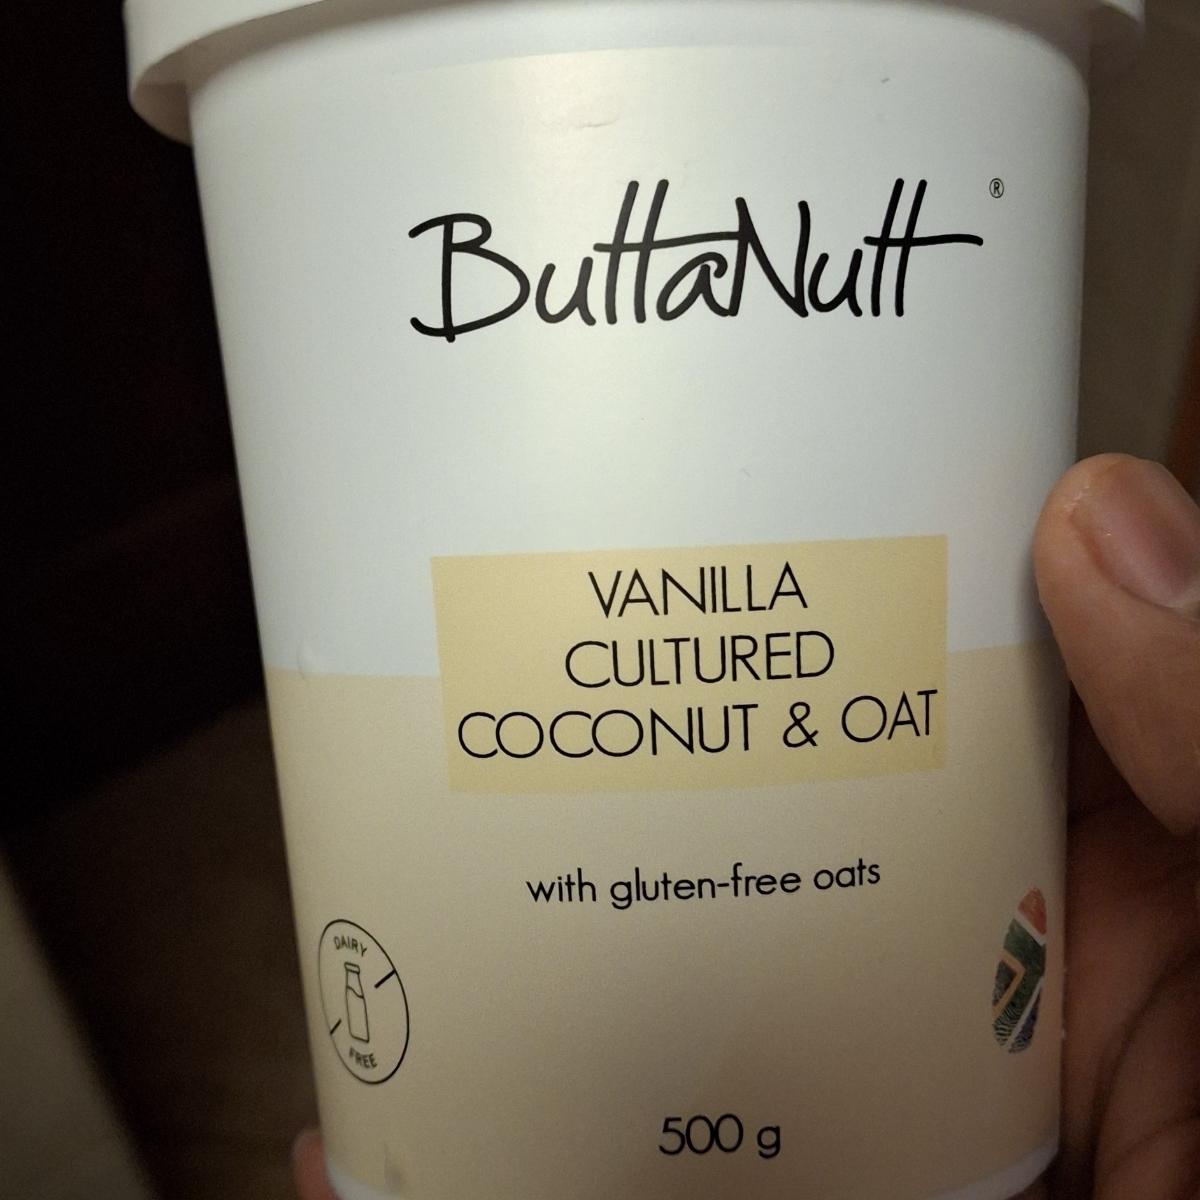 ButtaNutt ®
VANILLA
CULTURED
COCONUT & OAT
with gluten-free oats
DAIRY
FREE
500 g